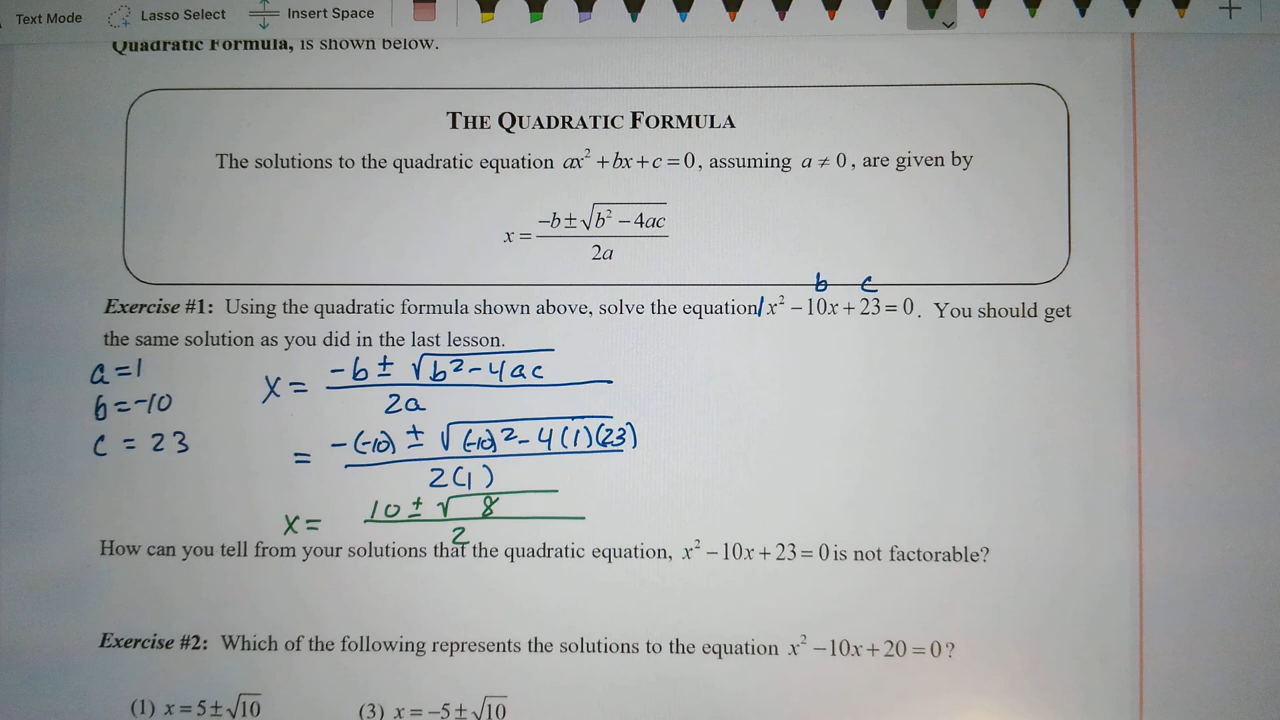 Text Mode Lasso Select Insert Space
Quadratic Formula, is shown below.
THE QUADRATIC FORMULA
The solutions to the quadratic equation ax² + bx + c = 0, assuming a ≠ 0, are given by
x = (-b ± √(b² - 4ac)) / 2a
b c
Exercise #1: Using the quadratic formula shown above, solve the equation 1x² - 10x + 23 = 0. You should get
the same solution as you did in the last lesson.
a = 1
b = -10
c = 23
x = (-b ± √(b² - 4ac)) / 2a
= (-(-10) ± √((-10)² - 4(1)(23))) / 2(1)
x = (10 ± √8) / 2
How can you tell from your solutions that the quadratic equation, x² - 10x + 23 = 0 is not factorable?
Exercise #2: Which of the following represents the solutions to the equation x² - 10x + 20 = 0?
(1) x = 5 ± √10 (3) x = -5 ± √10